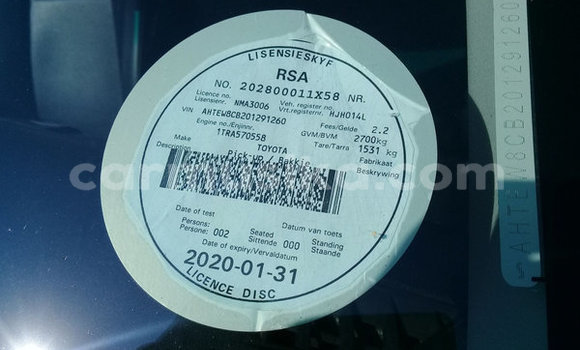 LISENSIESKYF
RSA
NO. 202800011X58 NR.
Licence no. NMA3006 Veh. register no. HJH014L
Lisensienr. Vrt.registernr.
VIN AHTEW8CB201291260 Fees/Gelde 2.2
Engine no./Enjinnr. GVM/BVM 2700kg
1TRA570558 Tare/Tarra 1531 kg
Make TOYOTA Fabrikaat
Description Pick-up / Bakkie Beskrywing
Date of test Datum van toets
Persons: 002 Seated 000 Standing
Persone: Sittende Staande
Date of expiry/Vervaldatum
2020-01-31
LICENCE DISC
8CB201291260